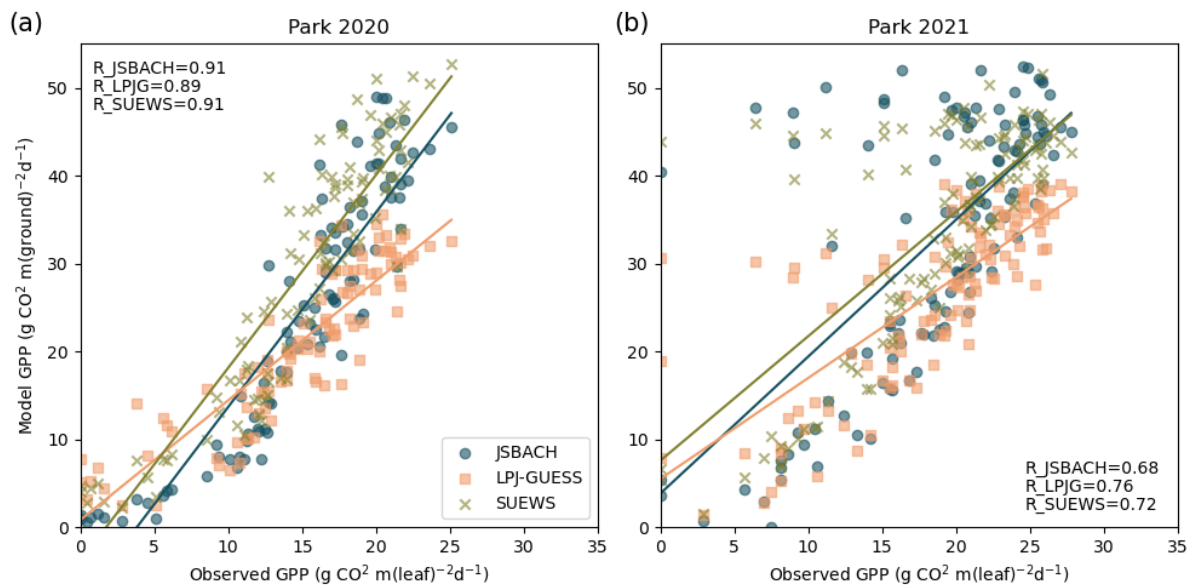 (a)
Park 2020
R_JSBACH=0.91
R_LPJG=0.89
R_SUEWS=0.91
Model GPP (g CO² m(ground)⁻²d⁻¹)
50
40
30
20
10
0
0 5 10 15 20 25 30 35
Observed GPP (g CO² m(leaf)⁻²d⁻¹)
JSBACH
LPJ-GUESS
SUEWS
(b)
Park 2021
50
40
30
20
10
0
0 5 10 15 20 25 30 35
Observed GPP (g CO² m(leaf)⁻²d⁻¹)
R_JSBACH=0.68
R_LPJG=0.76
R_SUEWS=0.72